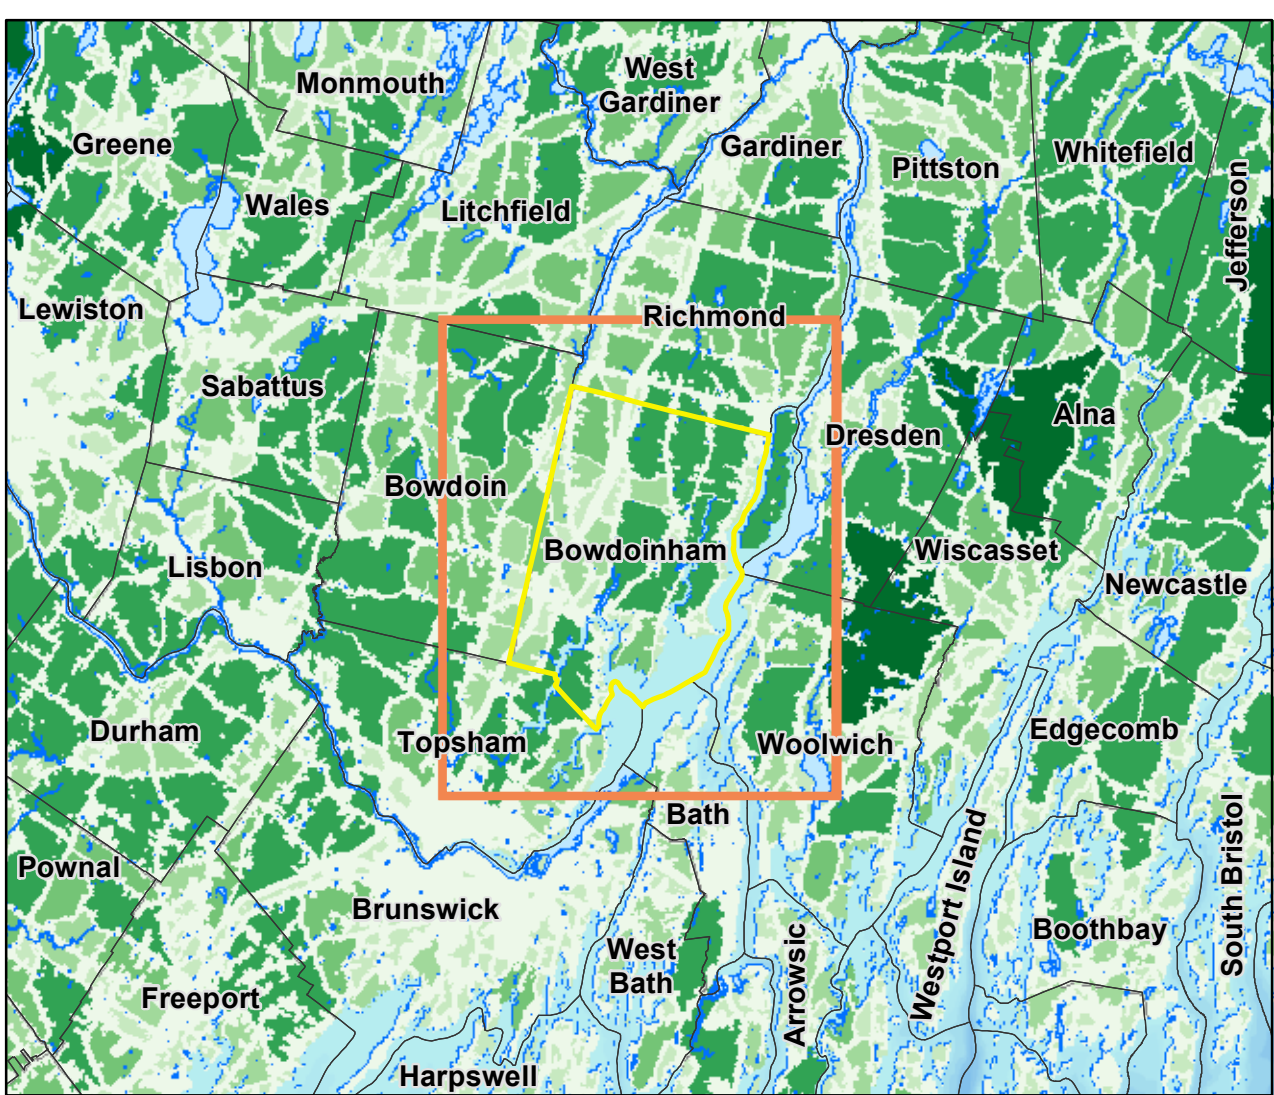 West
Gardiner
Monmouth
Greene
Gardiner
Whitefield
Pittston
Jefferson
Wales
Litchfield
Lewiston
Richmond
Sabattus
Alna
Dresden
Bowdoin
Bowdoinham
Wiscasset
Lisbon
Newcastle
Durham
Edgecomb
Topsham
Woolwich
Bath
Pownal
South Bristol
Westport Island
Brunswick
Boothbay
West
Bath
Arrowsic
Freeport
Harpswell